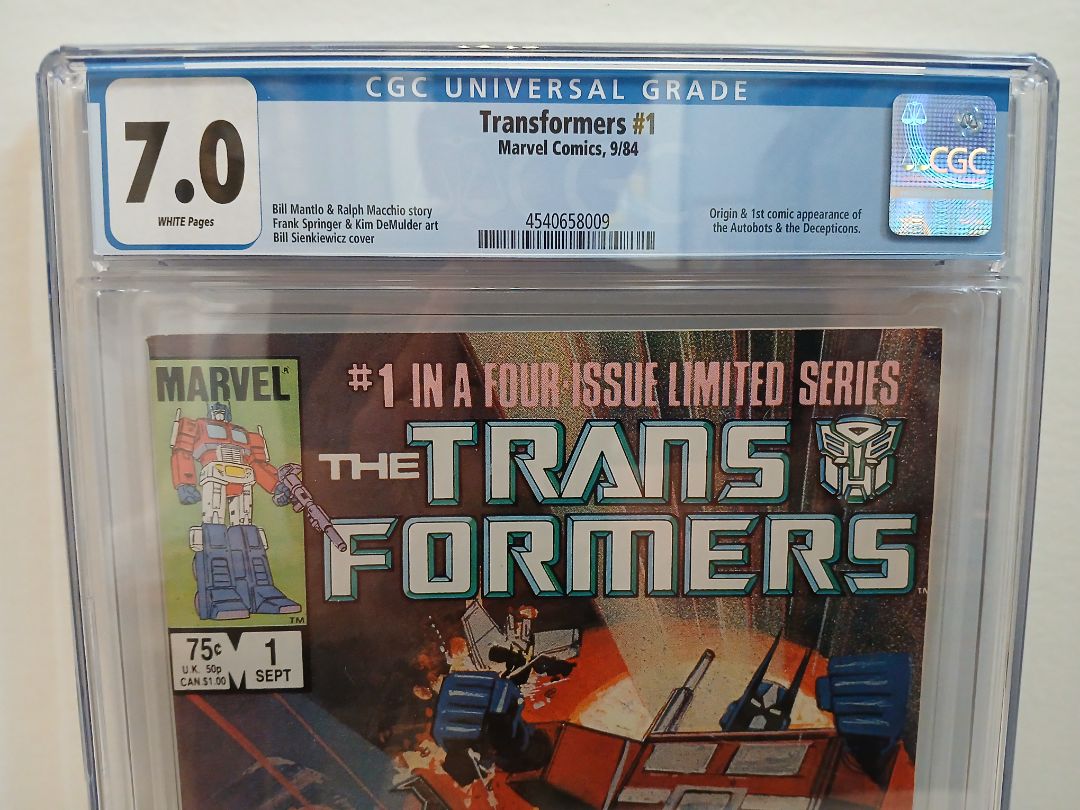 CGC UNIVERSAL GRADE
7.0
WHITE Pages
Transformers #1
Marvel Comics, 9/84
Bill Mantlo & Ralph Macchio story
Frank Springer & Kim DeMulder art
Bill Sienkiewicz cover
4540658009
Origin & 1st comic appearance of
the Autobots & the Decepticons.
CGC
MARVEL®
#1 IN A FOUR-ISSUE LIMITED SERIES
THE TRANS
FORMERS™
TM
75¢
U.K. 50p
CAN $1.00
1
SEPT